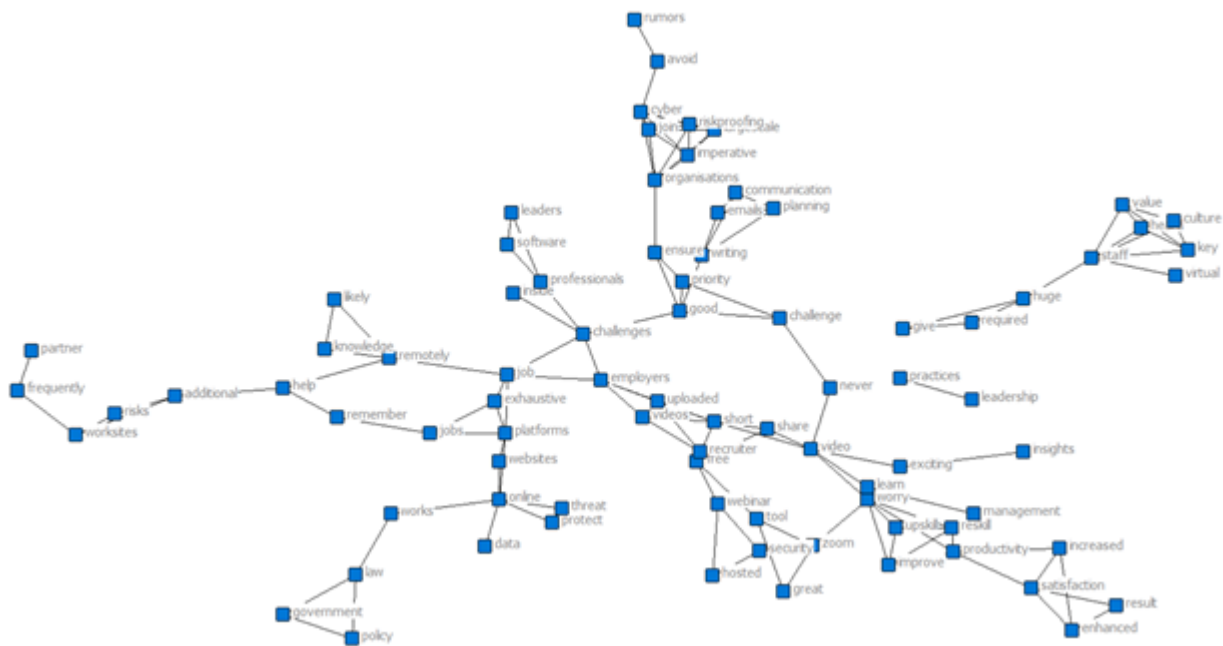 rumors
avoid
cyber
join
riskproofing
imperative
organisations
communication
emails
planning
writing
leaders
software
professionals
inside
ensure
priority
good
challenge
challenges
value
culture
key
staff
virtual
huge
give
required
likely
knowledge
remotely
job
employers
never
practices
leadership
partner
frequently
risks
additional
worksites
help
remember
jobs
exhaustive
platforms
uploaded
videos
short
share
recruiter
free
video
exciting
insights
websites
online
works
threat
protect
data
webinar
tool
security
zoom
hosted
great
learn
worry
management
upskill
reskill
improve
productivity
increased
satisfaction
result
enhanced
law
government
policy